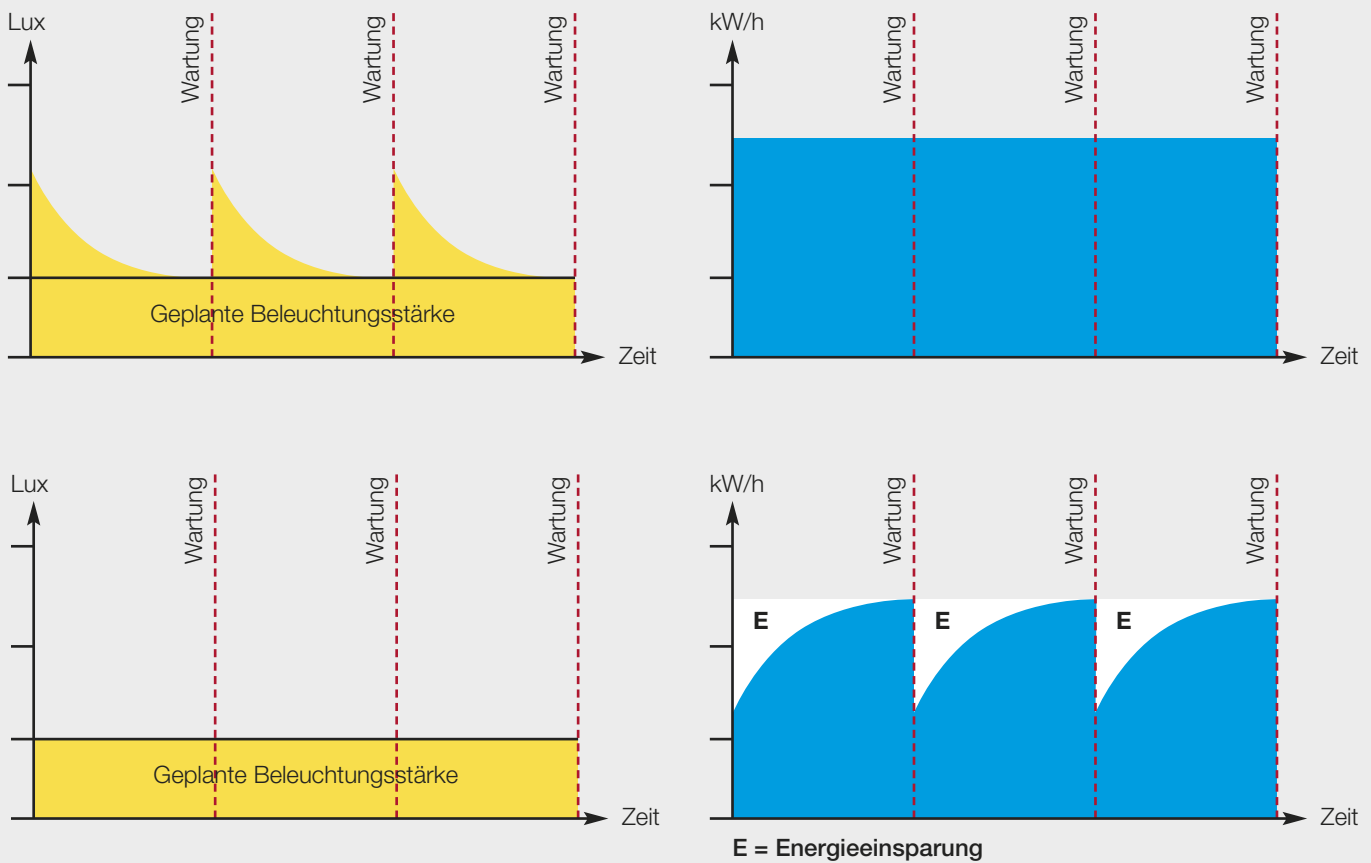 Lux
Wartung
Wartung
Wartung
Geplante Beleuchtungsstärke
Zeit
kW/h
Wartung
Wartung
Wartung
Zeit
Lux
Wartung
Wartung
Wartung
Geplante Beleuchtungsstärke
Zeit
kW/h
Wartung
Wartung
Wartung
E
E
E
Zeit
E = Energieeinsparung